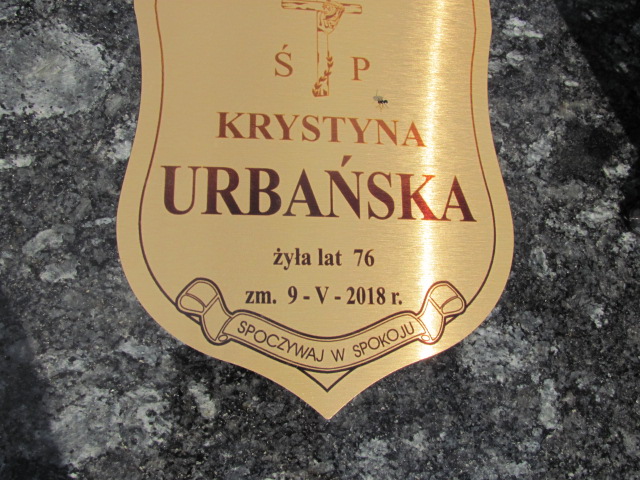 Ś P
KRYSTYNA
URBAŃSKA
żyła lat 76
zm. 9 - V - 2018 r.
SPOCZYWAJ W SPOKOJU